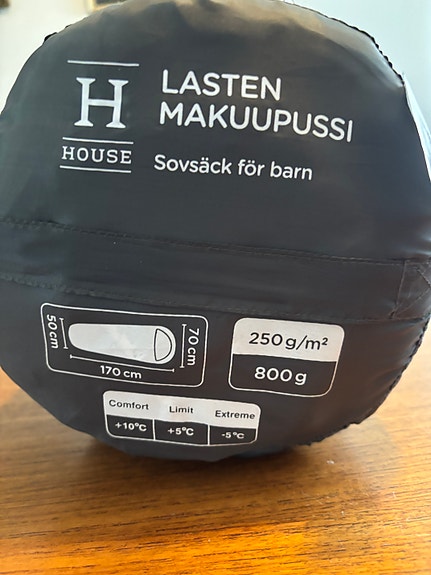 H
HOUSE
LASTEN
MAKUUPUSSI
Sovsäck för barn
50 cm
70 cm
170 cm
250 g/m²
800 g
Comfort Limit Extreme
+10°C +5°C -5°C